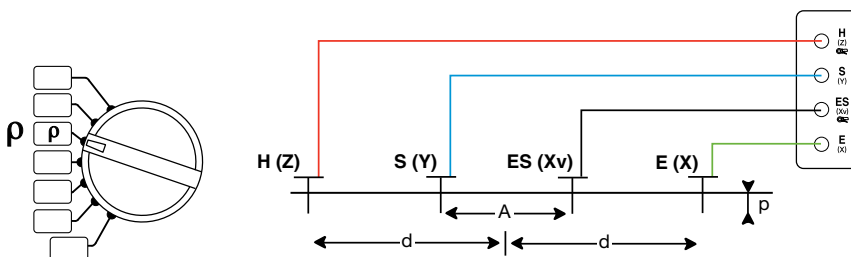 ρ
ρ
H (Z)
S (Y)
ES (Xv)
E (X)
A
d
d
p
H
(Z)
S
(Y)
ES
(Xv)
E
(X)